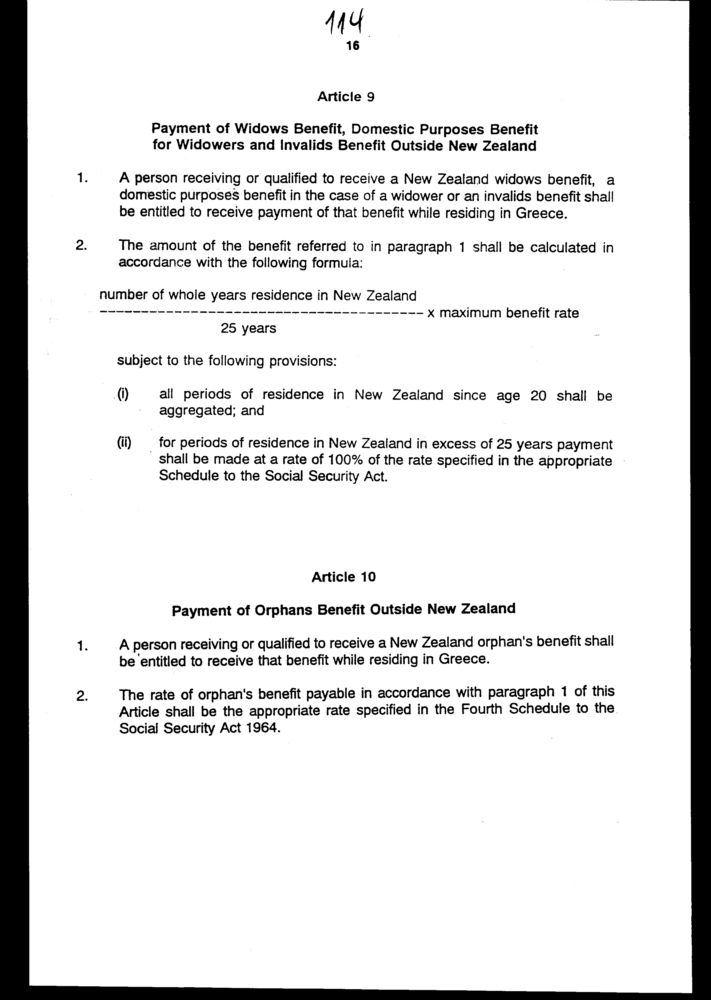 114
16
Article 9
Payment of Widows Benefit, Domestic Purposes Benefit
for Widowers and Invalids Benefit Outside New Zealand
1. A person receiving or qualified to receive a New Zealand widows benefit, a
domestic purposes benefit in the case of a widower or an invalids benefit shall
be entitled to receive payment of that benefit while residing in Greece.
2. The amount of the benefit referred to in paragraph 1 shall be calculated in
accordance with the following formula:
number of whole years residence in New Zealand
--------------------------------------- x maximum benefit rate
25 years
subject to the following provisions:
(i) all periods of residence in New Zealand since age 20 shall be
aggregated; and
(ii) for periods of residence in New Zealand in excess of 25 years payment
shall be made at a rate of 100% of the rate specified in the appropriate
Schedule to the Social Security Act.
Article 10
Payment of Orphans Benefit Outside New Zealand
1. A person receiving or qualified to receive a New Zealand orphan's benefit shall
be entitled to receive that benefit while residing in Greece.
2. The rate of orphan's benefit payable in accordance with paragraph 1 of this
Article shall be the appropriate rate specified in the Fourth Schedule to the
Social Security Act 1964.